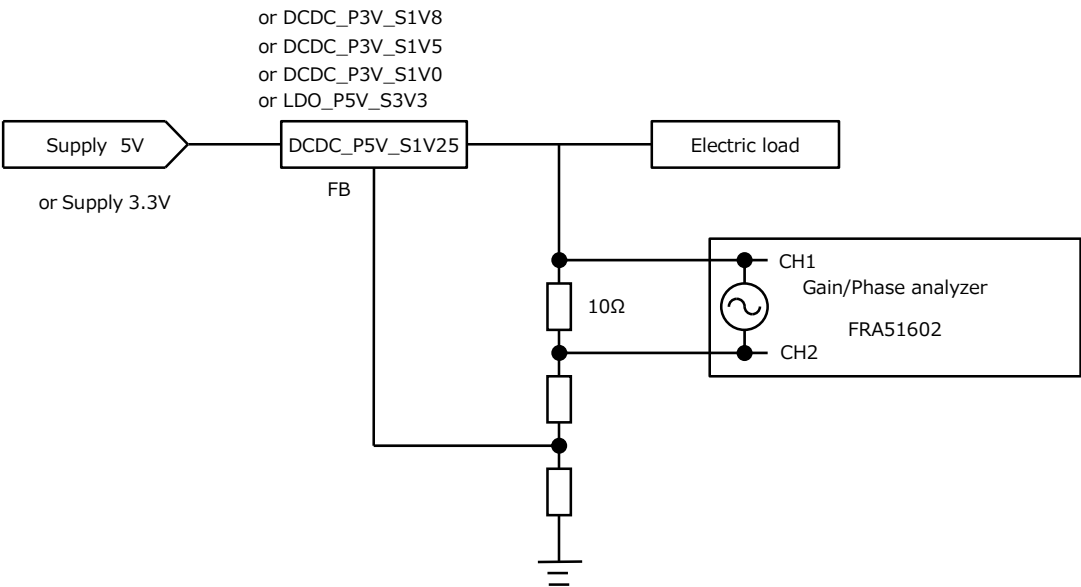 or DCDC_P3V_S1V8
or DCDC_P3V_S1V5
or DCDC_P3V_S1V0
or LDO_P5V_S3V3
Supply 5V
DCDC_P5V_S1V25
Electric load
FB
or Supply 3.3V
CH1
Gain/Phase analyzer
10Ω
FRA51602
CH2